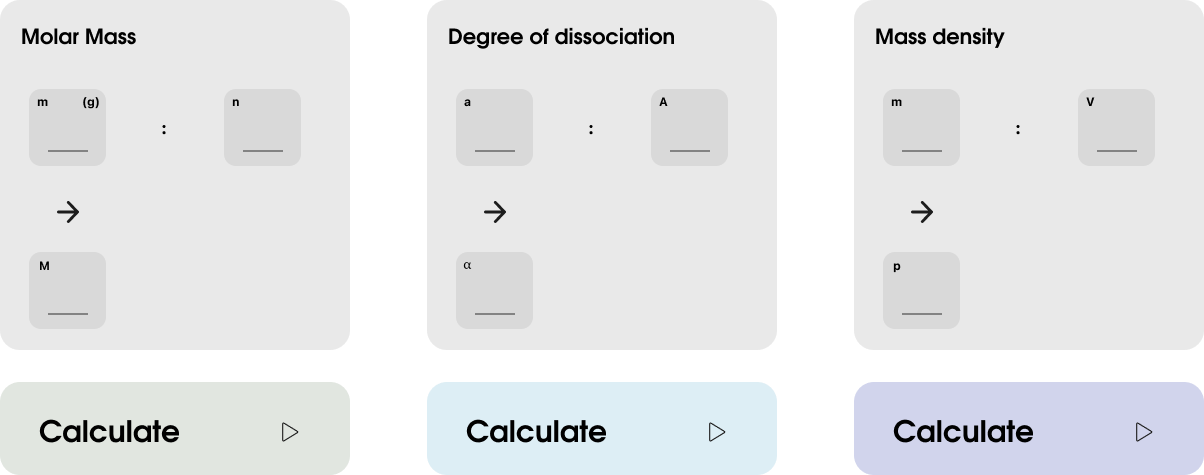 Molar Mass
m (g) : n
M
Calculate
Degree of dissociation
a : A
α
Calculate
Mass density
m : V
p
Calculate